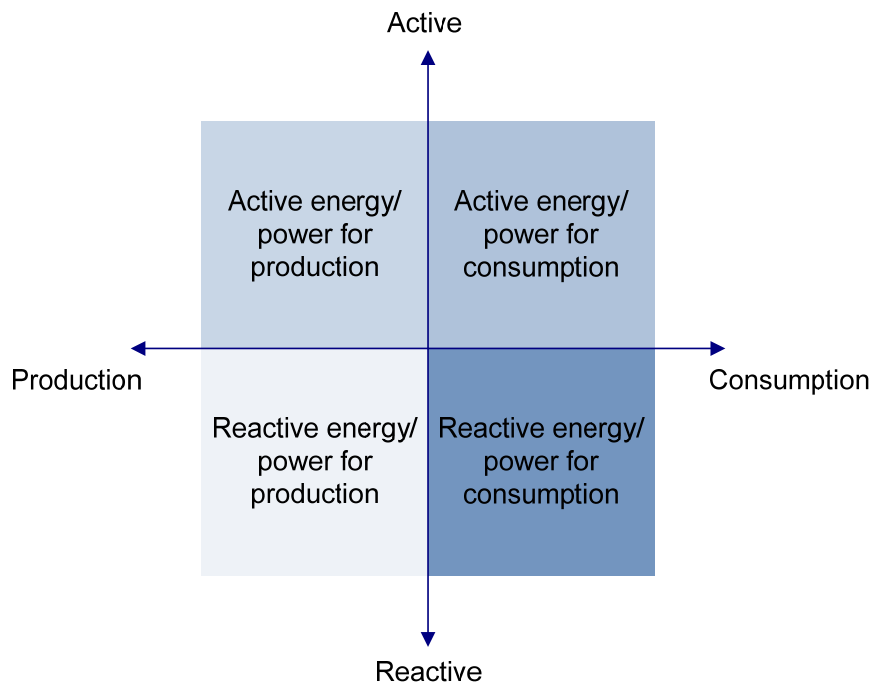 Active
Active energy/
power for
production
Active energy/
power for
consumption
Production
Consumption
Reactive energy/
power for
production
Reactive energy/
power for
consumption
Reactive